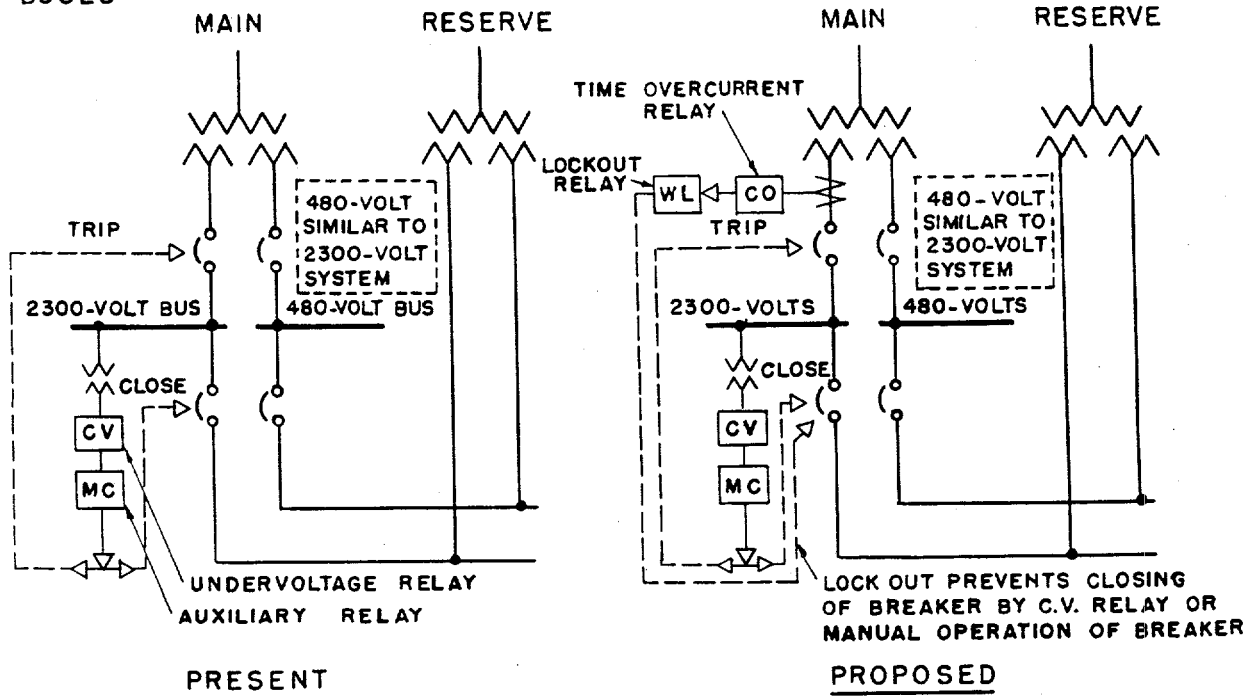 MAIN
RESERVE
TRIP
480-VOLT
SIMILAR TO
2300-VOLT
SYSTEM
2300-VOLT BUS
480-VOLT BUS
CLOSE
CV
MC
UNDERVOLTAGE RELAY
AUXILIARY RELAY
PRESENT
MAIN
RESERVE
TIME OVERCURRENT
RELAY
LOCKOUT
RELAY
WL
CO
TRIP
480-VOLT
SIMILAR TO
2300-VOLT
SYSTEM
2300-VOLTS
480-VOLTS
CLOSE
CV
MC
LOCK OUT PREVENTS CLOSING
OF BREAKER BY C.V. RELAY OR
MANUAL OPERATION OF BREAKER
PROPOSED